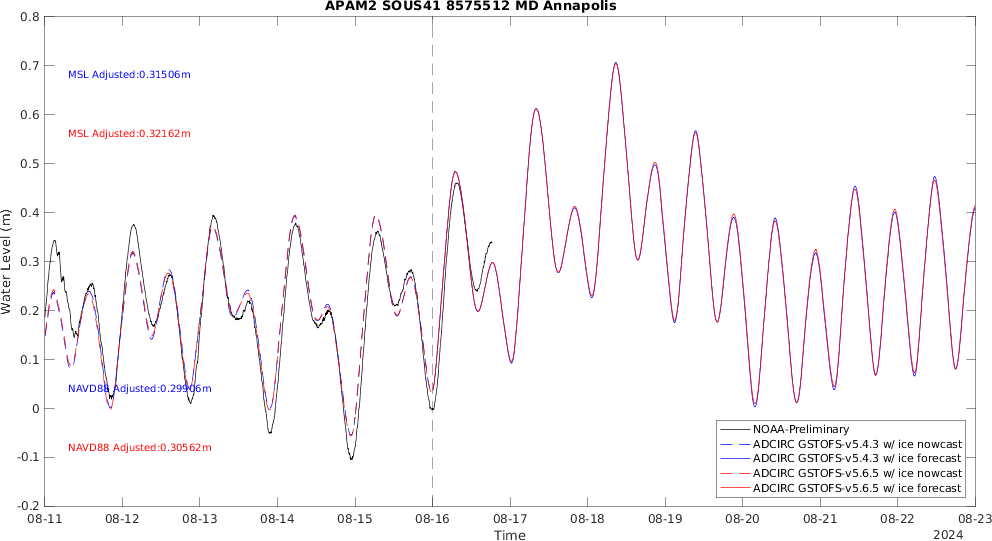 APAM2 SOUS41 8575512 MD Annapolis
0.8
0.7
0.6
0.5
0.4
0.3
0.2
0.1
0
-0.1
-0.2
Water Level (m)
MSL Adjusted:0.31506m
MSL Adjusted:0.32162m
NAVD88 Adjusted:0.29906m
NAVD88 Adjusted:0.30562m
NOAA-Preliminary
ADCIRC GSTOFS-v5.4.3 w/ ice nowcast
ADCIRC GSTOFS-v5.4.3 w/ ice forecast
ADCIRC GSTOFS-v5.6.5 w/ ice nowcast
ADCIRC GSTOFS-v5.6.5 w/ ice forecast
08-11 08-12 08-13 08-14 08-15 08-16 08-17 08-18 08-19 08-20 08-21 08-22 08-23
Time
2024